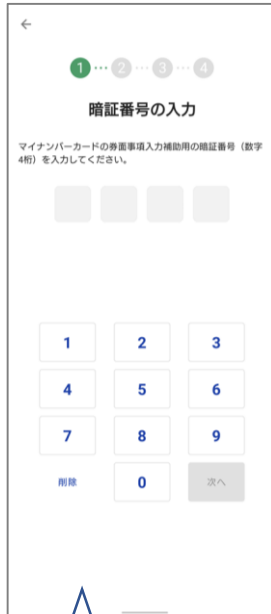 ←
1 … 2 … 3 … 4
暗証番号の入力
マイナンバーカードの券面事項入力補助用の暗証番号（数字
4桁）を入力してください。
1 2 3
4 5 6
7 8 9
削除 0 次へ